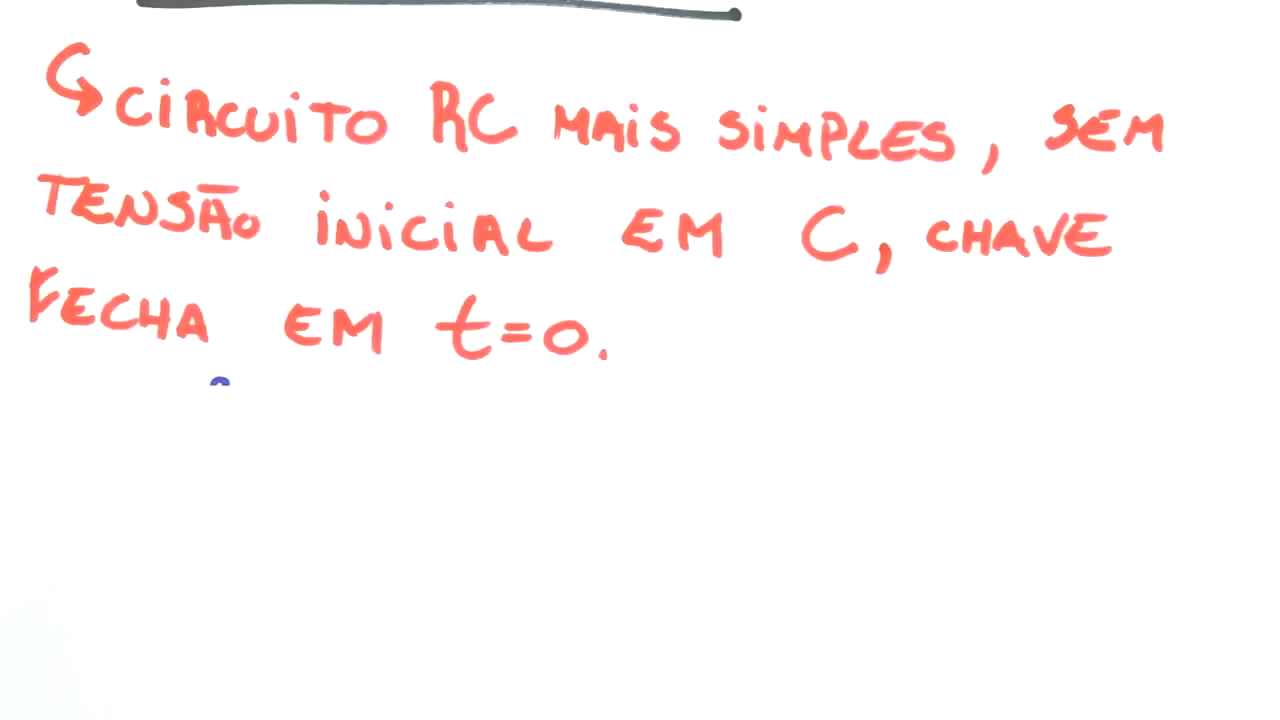 ↳ CIRCUITO RC MAIS SIMPLES, SEM
TENSÃO INICIAL EM C, CHAVE
FECHA EM t=0.